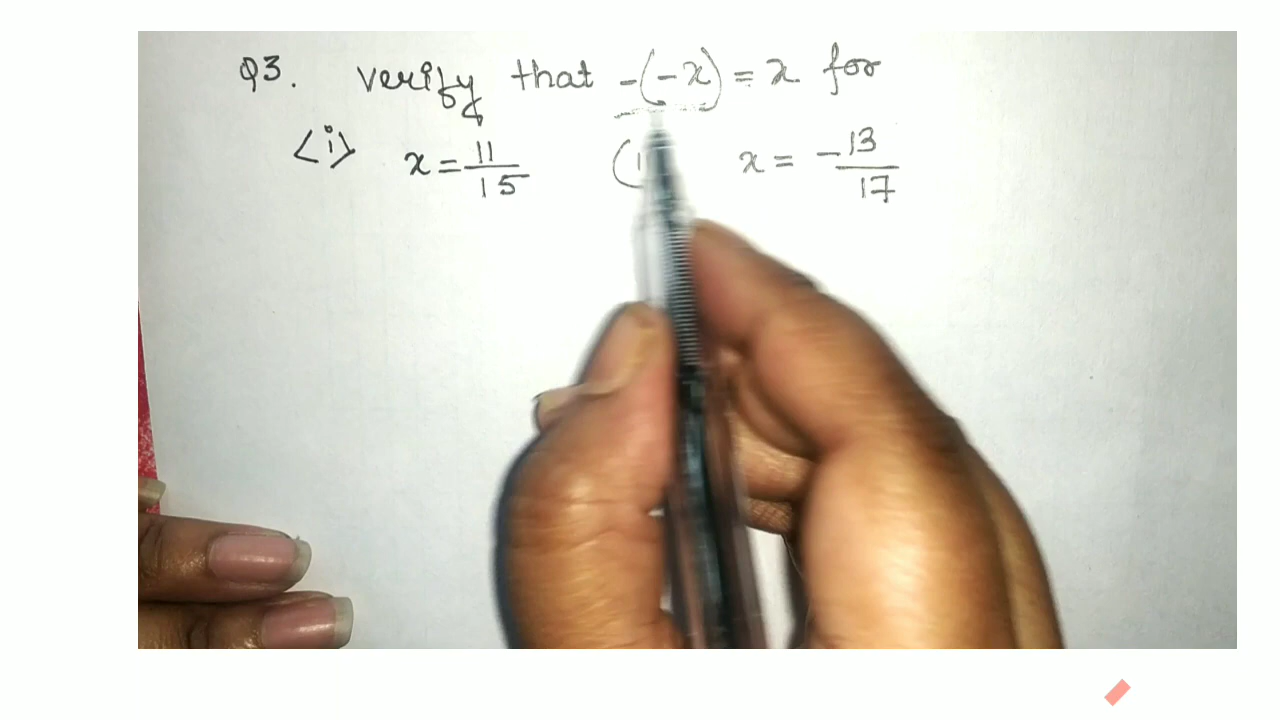 Q3. Verify that -(-x) = x for
<i> x = 11/15 x = -13/17